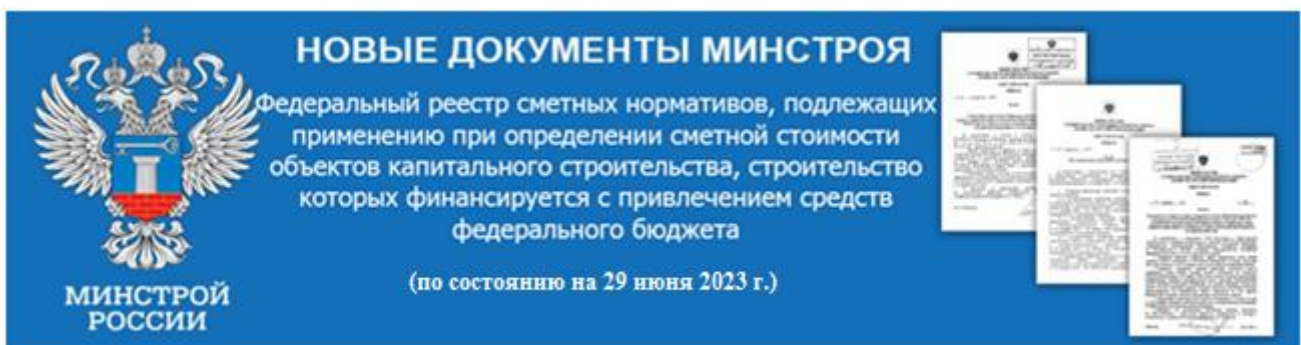 НОВЫЕ ДОКУМЕНТЫ МИНСТРОЯ
Федеральный реестр сметных нормативов, подлежащих
применению при определении сметной стоимости
объектов капитального строительства, строительство
которых финансируется с привлечением средств
федерального бюджета
(по состоянию на 29 июня 2023 г.)
МИНСТРОЙ
РОССИИ